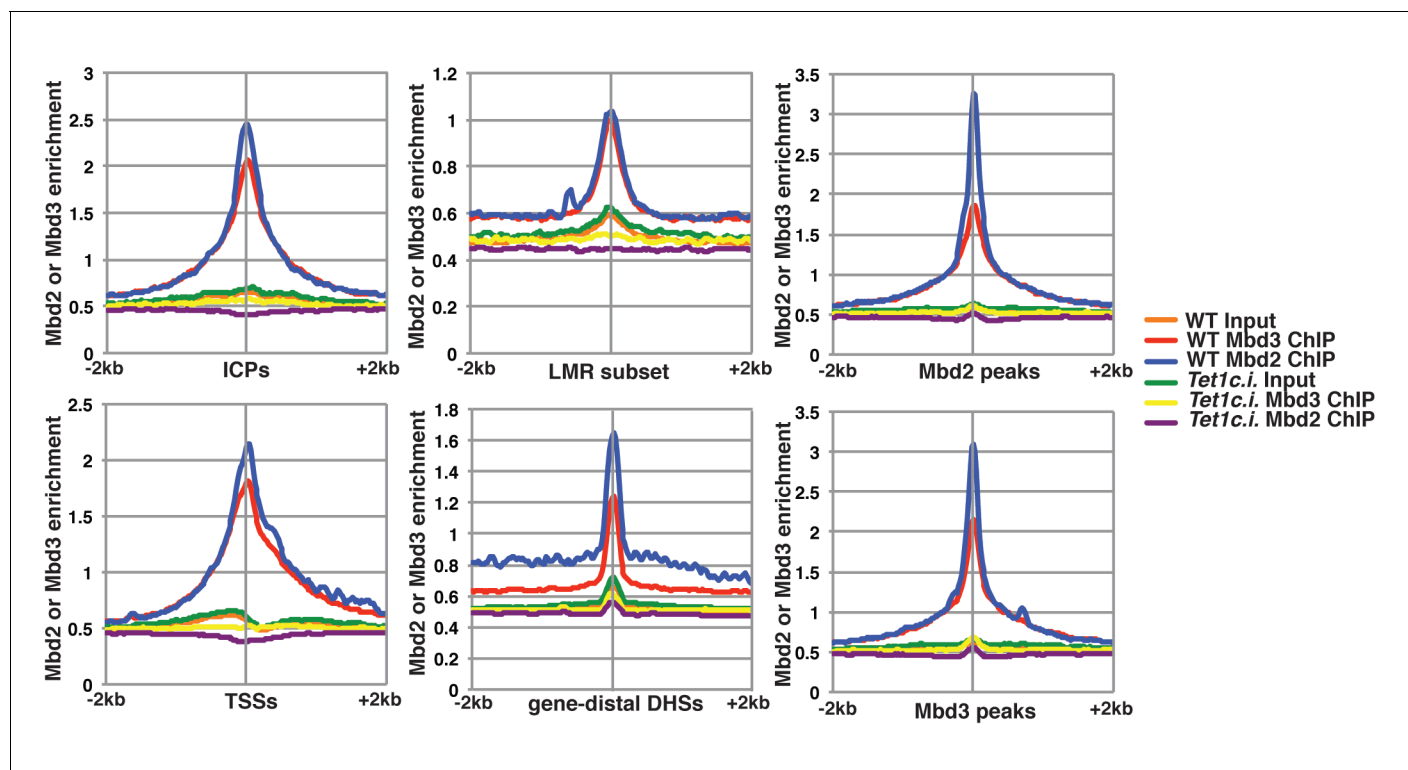 Mbd2 or Mbd3 enrichment
3
2.5
2
1.5
1
0.5
0
-2kb
ICPs
+2kb
Mbd2 or Mbd3 enrichment
1.2
1
0.8
0.6
0.4
0.2
0
-2kb
LMR subset
+2kb
Mbd2 or Mbd3 enrichment
3.5
3
2.5
2
1.5
1
0.5
0
-2kb
Mbd2 peaks
+2kb
WT Input
WT Mbd3 ChIP
WT Mbd2 ChIP
Tet1c.i. Input
Tet1c.i. Mbd3 ChIP
Tet1c.i. Mbd2 ChIP
Mbd2 or Mbd3 enrichment
2.5
2
1.5
1
0.5
0
-2kb
TSSs
+2kb
Mbd2 or Mbd3 enrichment
1.8
1.6
1.4
1.2
1
0.8
0.6
0.4
0.2
0
-2kb
gene-distal DHSs
+2kb
Mbd2 or Mbd3 enrichment
3.5
3
2.5
2
1.5
1
0.5
0
-2kb
Mbd3 peaks
+2kb